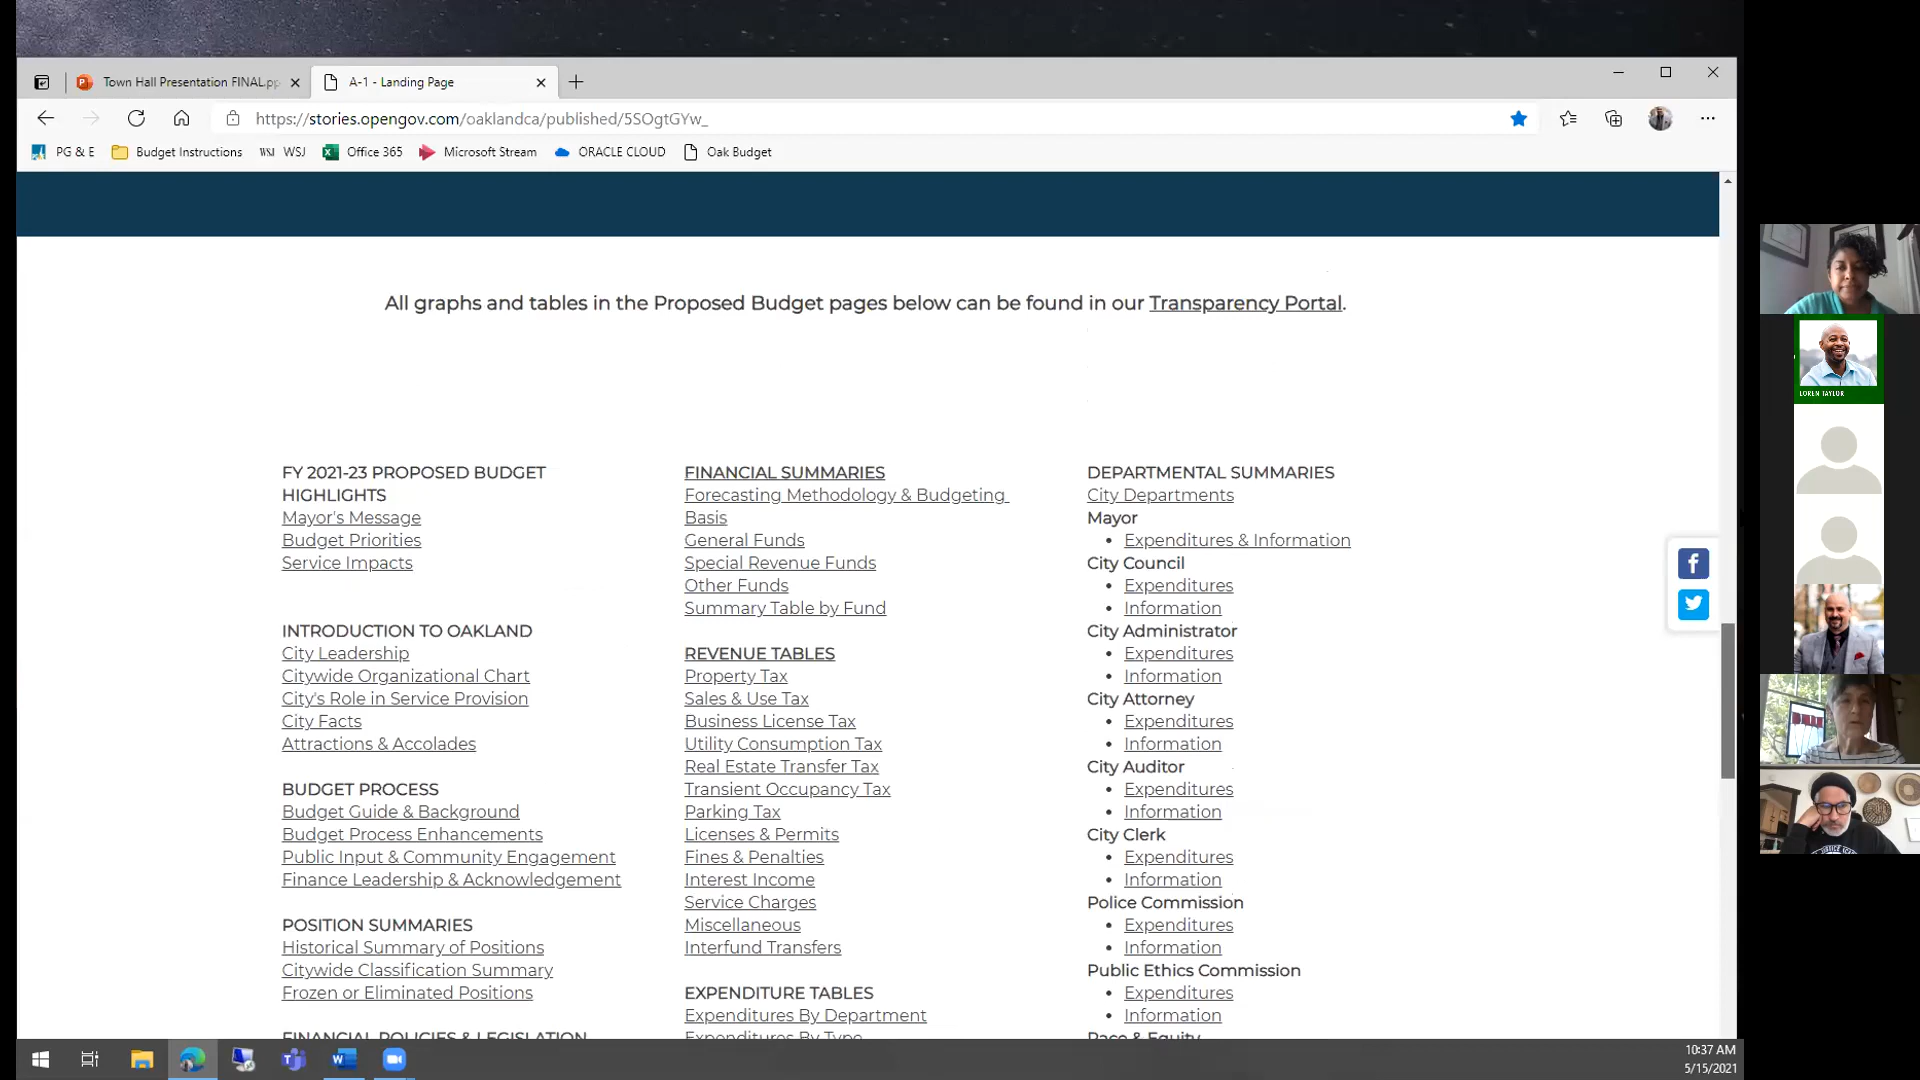 Town Hall Presentation FINAL.pp
A-1 - Landing Page
https://stories.opengov.com/oaklandca/published/5SOgtGYw_
PG & E
Budget Instructions
WSJ WSJ
Office 365
Microsoft Stream
ORACLE CLOUD
Oak Budget
All graphs and tables in the Proposed Budget pages below can be found in our Transparency Portal.
FY 2021-23 PROPOSED BUDGET
HIGHLIGHTS
Mayor's Message
Budget Priorities
Service Impacts
INTRODUCTION TO OAKLAND
City Leadership
Citywide Organizational Chart
City's Role in Service Provision
City Facts
Attractions & Accolades
BUDGET PROCESS
Budget Guide & Background
Budget Process Enhancements
Public Input & Community Engagement
Finance Leadership & Acknowledgement
POSITION SUMMARIES
Historical Summary of Positions
Citywide Classification Summary
Frozen or Eliminated Positions
FINANCIAL POLICIES & LEGISLATION
FINANCIAL SUMMARIES
Forecasting Methodology & Budgeting
Basis
General Funds
Special Revenue Funds
Other Funds
Summary Table by Fund
REVENUE TABLES
Property Tax
Sales & Use Tax
Business License Tax
Utility Consumption Tax
Real Estate Transfer Tax
Transient Occupancy Tax
Parking Tax
Licenses & Permits
Fines & Penalties
Interest Income
Service Charges
Miscellaneous
Interfund Transfers
EXPENDITURE TABLES
Expenditures By Department
Expenditures By Type
DEPARTMENTAL SUMMARIES
City Departments
Mayor
• Expenditures & Information
City Council
• Expenditures
• Information
City Administrator
• Expenditures
• Information
City Attorney
• Expenditures
• Information
City Auditor
• Expenditures
• Information
City Clerk
• Expenditures
• Information
Police Commission
• Expenditures
• Information
Public Ethics Commission
• Expenditures
• Information
Race & Equity
LOREN TAYLOR
10:37 AM
5/15/2021